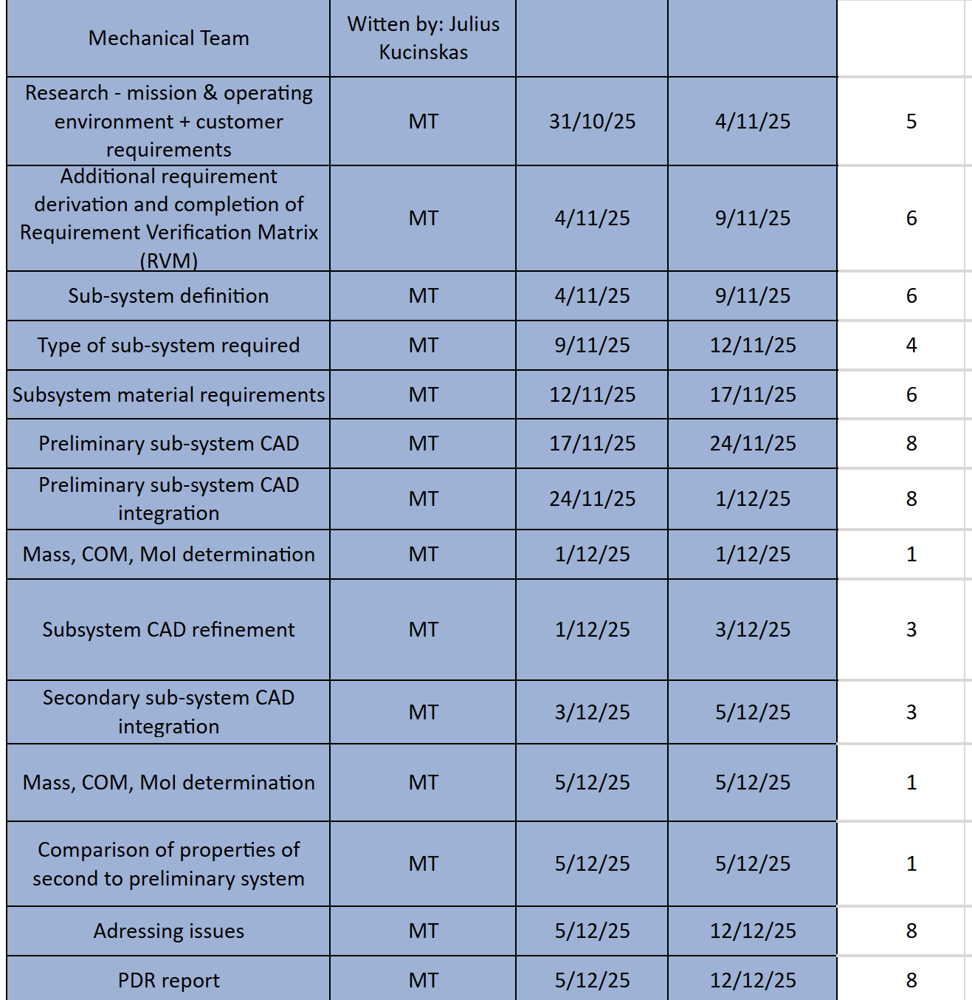 Mechanical Team
Witten by: Julius
Kucinskas
Research - mission & operating
environment + customer
requirements
MT
31/10/25
4/11/25
5
Additional requirement
derivation and completion of
Requirement Verification Matrix
(RVM)
MT
4/11/25
9/11/25
6
Sub-system definition
MT
4/11/25
9/11/25
6
Type of sub-system required
MT
9/11/25
12/11/25
4
Subsystem material requirements
MT
12/11/25
17/11/25
6
Preliminary sub-system CAD
MT
17/11/25
24/11/25
8
Preliminary sub-system CAD
integration
MT
24/11/25
1/12/25
8
Mass, COM, MoI determination
MT
1/12/25
1/12/25
1
Subsystem CAD refinement
MT
1/12/25
3/12/25
3
Secondary sub-system CAD
integration
MT
3/12/25
5/12/25
3
Mass, COM, MoI determination
MT
5/12/25
5/12/25
1
Comparison of properties of
second to preliminary system
MT
5/12/25
5/12/25
1
Adressing issues
MT
5/12/25
12/12/25
8
PDR report
MT
5/12/25
12/12/25
8